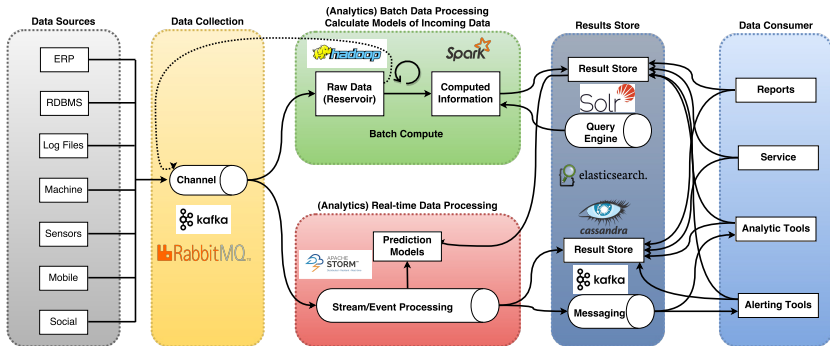 Data Sources
ERP
RDBMS
Log Files
Machine
Sensors
Mobile
Social
Data Collection
Channel
kafka
RabbitMQ
(Analytics) Batch Data Processing
Calculate Models of Incoming Data
hadoop
Spark
Raw Data
(Reservoir)
Computed
Information
Batch Compute
(Analytics) Real-time Data Processing
APACHE
STORM
Prediction
Models
Stream/Event Processing
Results Store
Result Store
Solr
Query
Engine
elasticsearch.
cassandra
Result Store
kafka
Messaging
Data Consumer
Reports
Service
Analytic Tools
Alerting Tools